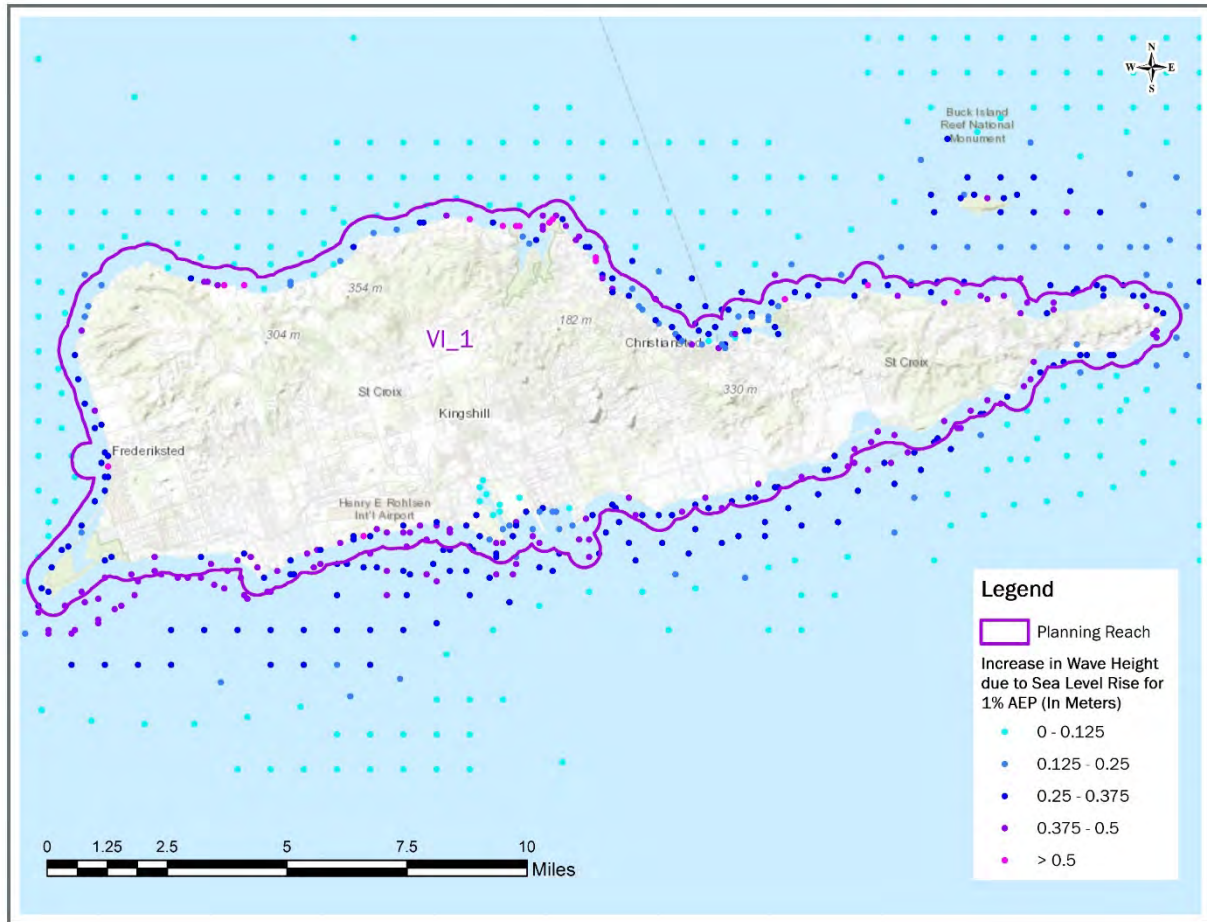 N
W E
S
Buck Island
Reef National
Monument
354 m
304 m
VI_1
182 m
Christiansted
St Croix
330 m
St Croix
Kingshill
Frederiksted
Henry E Rohlsen
Int'l Airport
Legend
Planning Reach
Increase in Wave Height
due to Sea Level Rise for
1% AEP (In Meters)
0 - 0.125
0.125 - 0.25
0.25 - 0.375
0.375 - 0.5
> 0.5
0 1.25 2.5 5 7.5 10
Miles